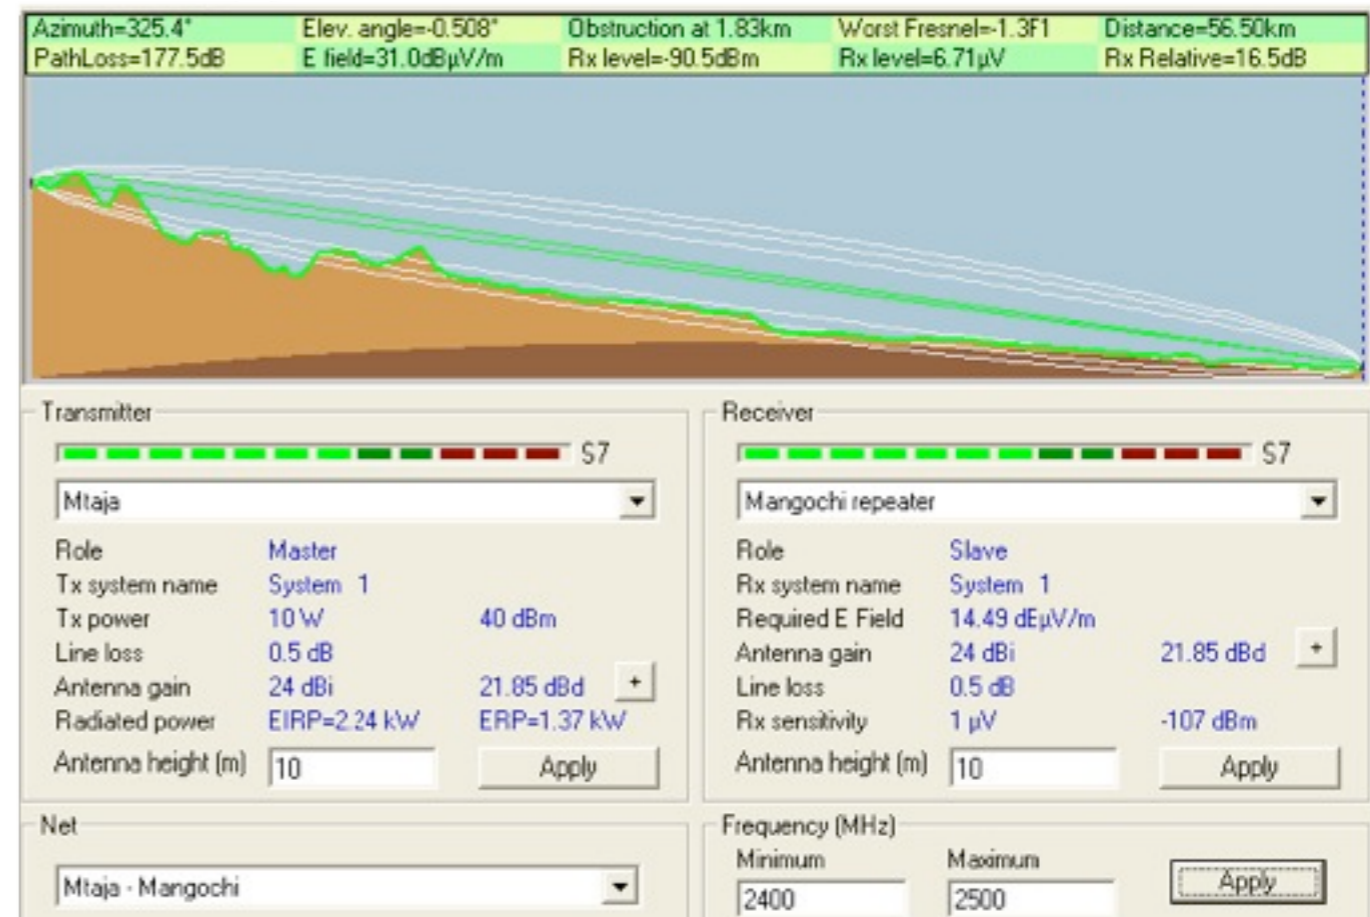 Azimuth=325.4° Elev. angle=-0.508° Obstruction at 1.83km Worst Fresnel=-1.3F1 Distance=56.50km
PathLoss=177.5dB E field=31.0dBµV/m Rx level=-90.5dBm Rx level=6.71µV Rx Relative=16.5dB
Transmitter
S7
Mtaja
Role Master
Tx system name System 1
Tx power 10 W 40 dBm
Line loss 0.5 dB
Antenna gain 24 dBi 21.85 dBd +
Radiated power EIRP=2.24 kW ERP=1.37 kW
Antenna height (m) 10 Apply
Receiver
S7
Mangochi repeater
Role Slave
Rx system name System 1
Required E Field 14.49 dBµV/m
Antenna gain 24 dBi 21.85 dBd +
Line loss 0.5 dB
Rx sensitivity 1 µV -107 dBm
Antenna height (m) 10 Apply
Net
Mtaja - Mangochi
Frequency (MHz)
Minimum Maximum
2400 2500 Apply